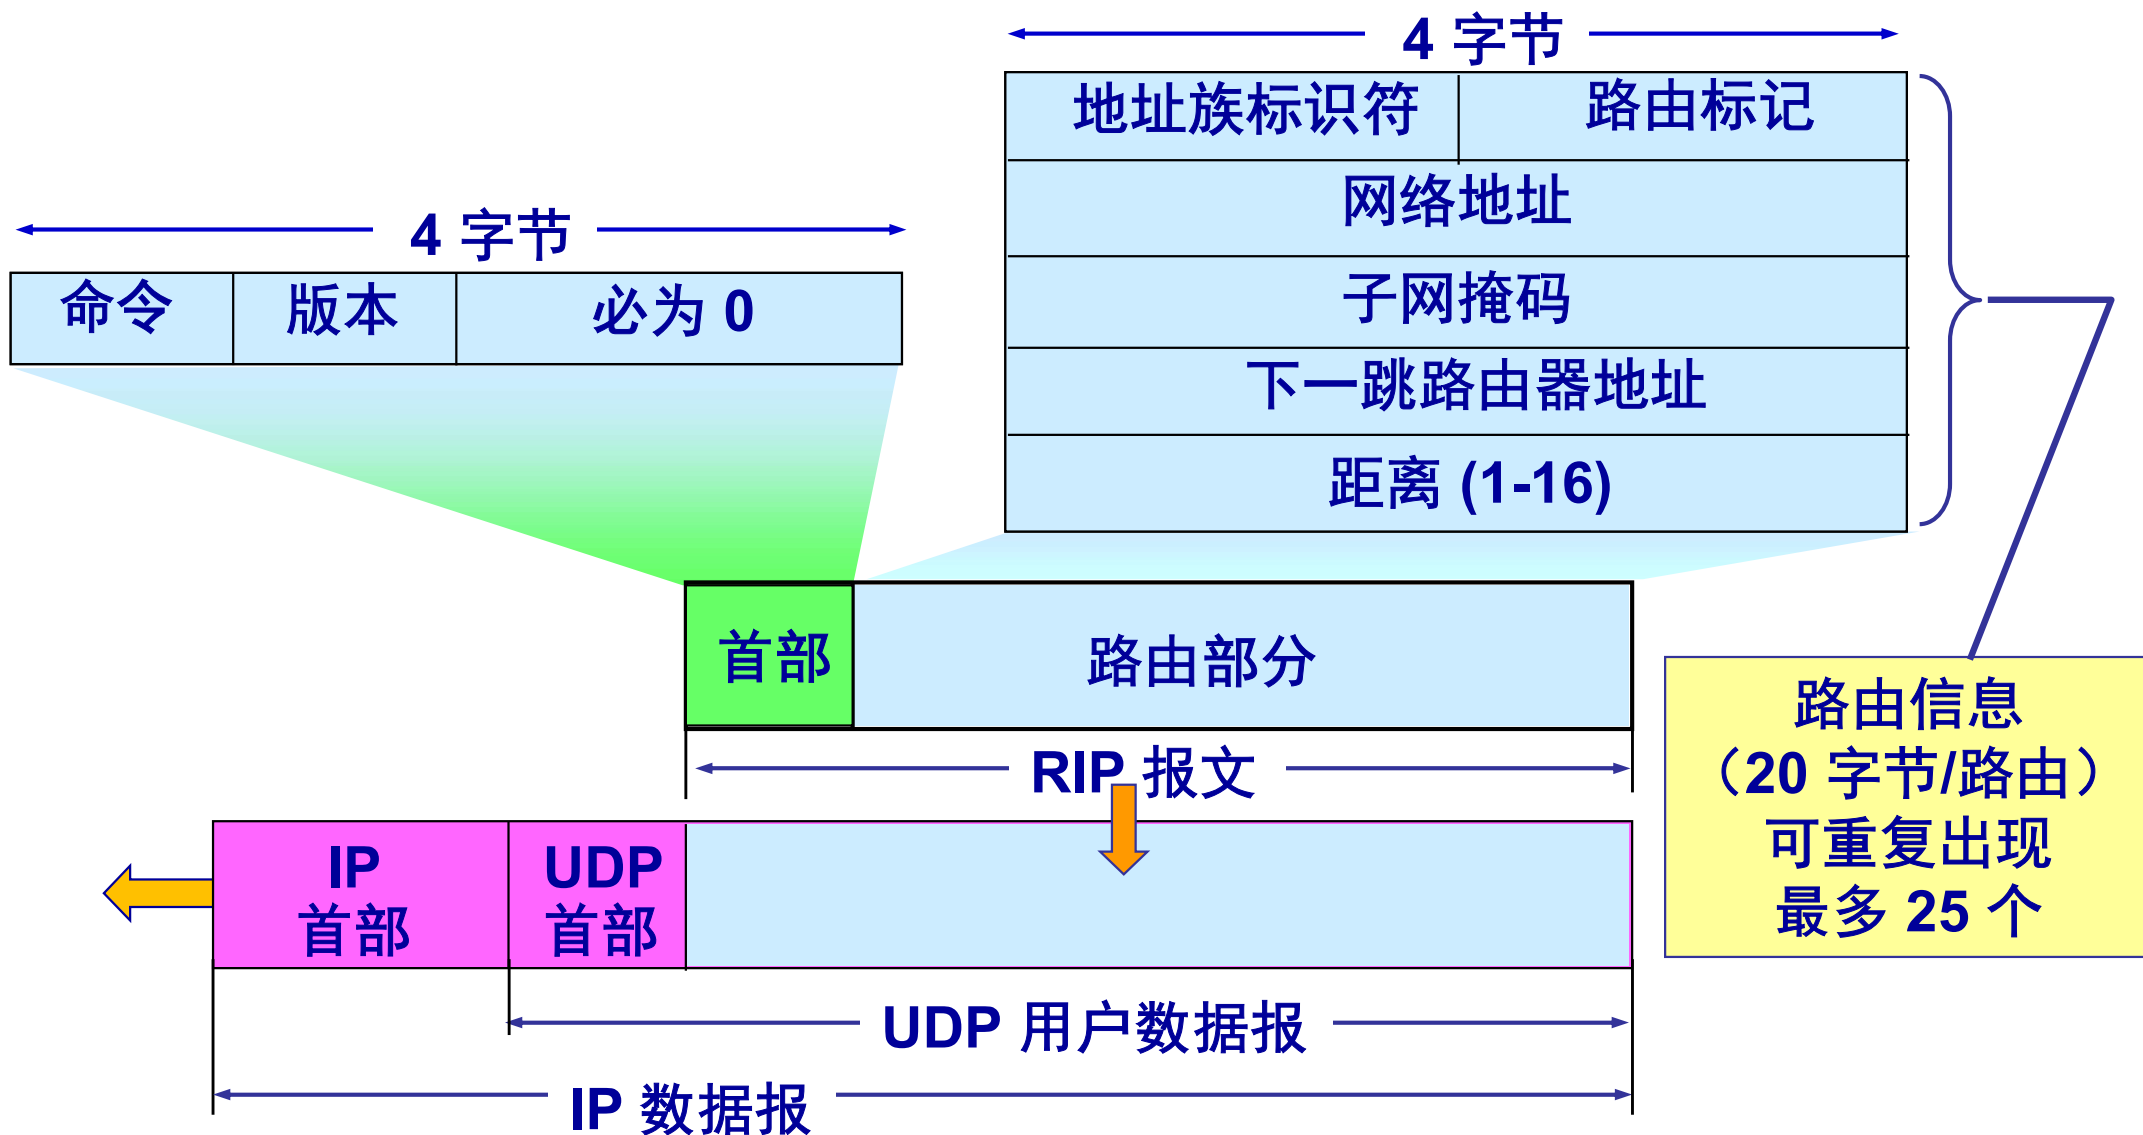 4 字节
地址族标识符 路由标记
网络地址
子网掩码
下一跳路由器地址
距离 (1-16)
4 字节
命令 版本 必为 0
首部 路由部分
RIP 报文
路由信息
（20 字节/路由）
可重复出现
最多 25 个
IP
首部
UDP
首部
UDP 用户数据报
IP 数据报